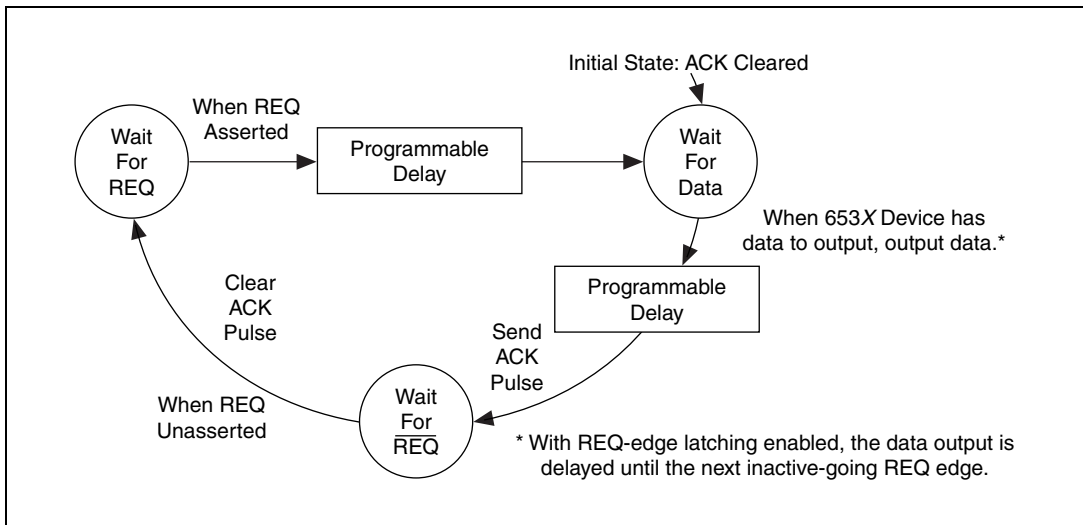 Initial State: ACK Cleared
When REQ
Asserted
Wait
For
REQ
Programmable
Delay
Wait
For
Data
When 653X Device has
data to output, output data.*
Programmable
Delay
Clear
ACK
Pulse
Send
ACK
Pulse
When REQ
Unasserted
Wait
For
R̅E̅Q̅
* With REQ-edge latching enabled, the data output is
delayed until the next inactive-going REQ edge.